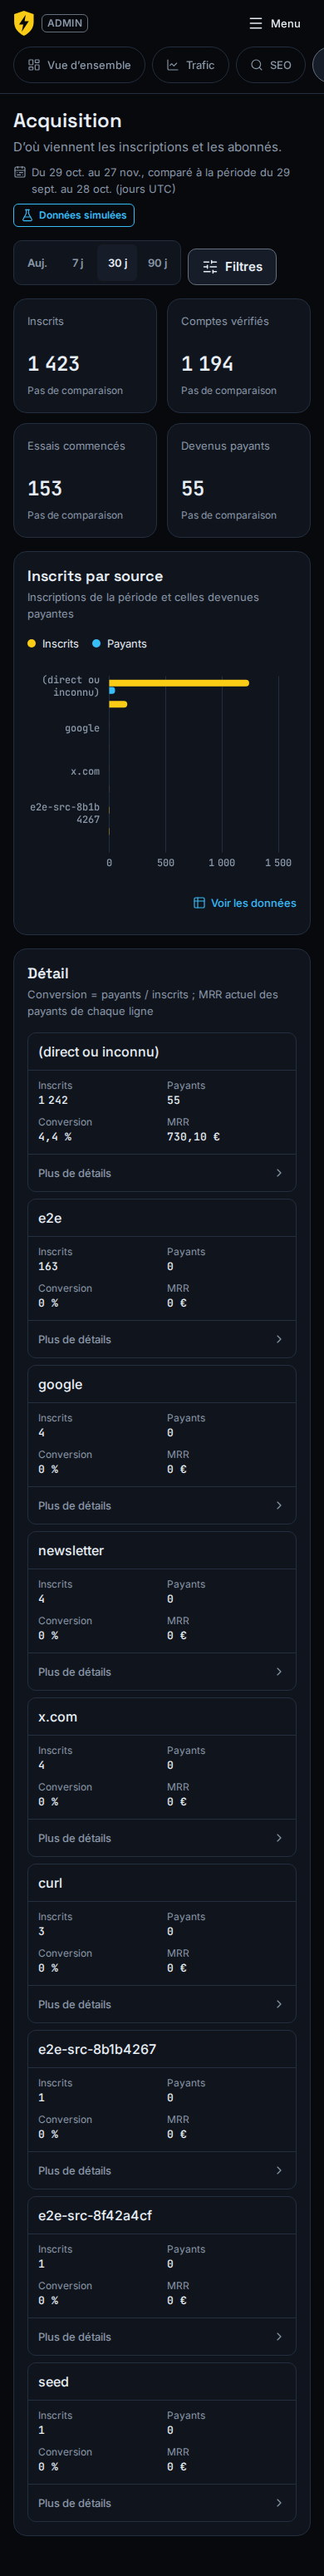 ADMIN
Menu
Vue d’ensemble
Trafic
SEO
Acquisition
D’où viennent les inscriptions et les abonnés.
Du 29 oct. au 27 nov., comparé à la période du 29
sept. au 28 oct. (jours UTC)
Données simulées
Auj.
7 j
30 j
90 j
Filtres
Inscrits
1 423
Pas de comparaison
Comptes vérifiés
1 194
Pas de comparaison
Essais commencés
153
Pas de comparaison
Devenus payants
55
Pas de comparaison
Inscrits par source
Inscriptions de la période et celles devenues
payantes
Inscrits
Payants
(direct ou
inconnu)
google
x.com
e2e-src-8b1b
4267
0
500
1 000
1 500
Voir les données
Détail
Conversion = payants / inscrits ; MRR actuel des
payants de chaque ligne
(direct ou inconnu)
Inscrits Payants
1 242 55
Conversion MRR
4,4 % 730,10 €
Plus de détails
e2e
Inscrits Payants
163 0
Conversion MRR
0 % 0 €
Plus de détails
google
Inscrits Payants
4 0
Conversion MRR
0 % 0 €
Plus de détails
newsletter
Inscrits Payants
4 0
Conversion MRR
0 % 0 €
Plus de détails
x.com
Inscrits Payants
4 0
Conversion MRR
0 % 0 €
Plus de détails
curl
Inscrits Payants
3 0
Conversion MRR
0 % 0 €
Plus de détails
e2e-src-8b1b4267
Inscrits Payants
1 0
Conversion MRR
0 % 0 €
Plus de détails
e2e-src-8f42a4cf
Inscrits Payants
1 0
Conversion MRR
0 % 0 €
Plus de détails
seed
Inscrits Payants
1 0
Conversion MRR
0 % 0 €
Plus de détails